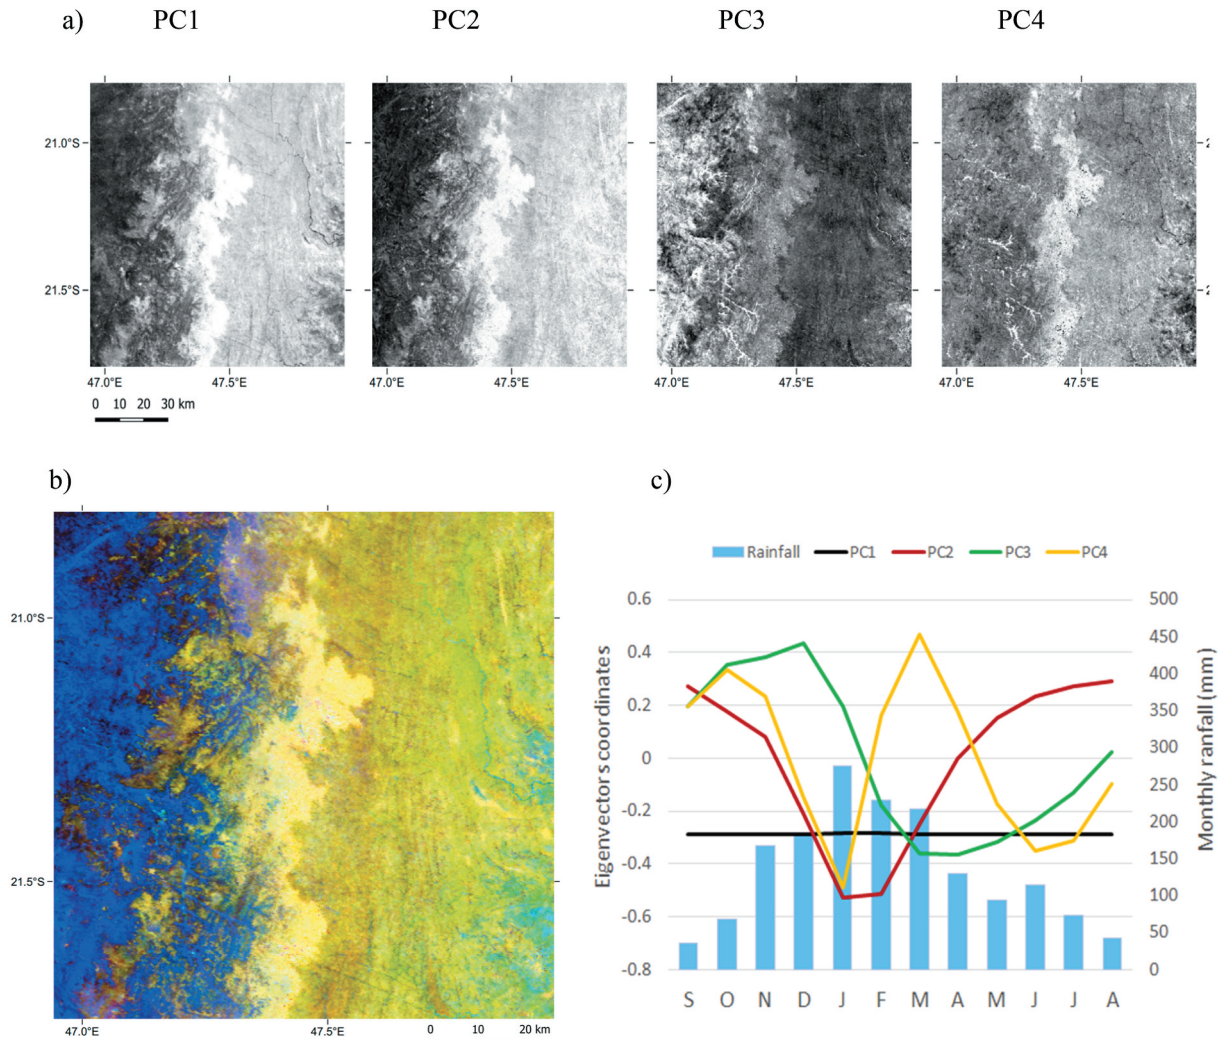 a) PC1 PC2 PC3 PC4
21.0°S
21.5°S
47.0°E 47.5°E 47.0°E 47.5°E 47.0°E 47.5°E 47.0°E 47.5°E
0 10 20 30 km
b)
21.0°S
21.5°S
47.0°E 47.5°E 0 10 20 km
c)
Rainfall PC1 PC2 PC3 PC4
Eigenvectors coordinates
0.6
0.4
0.2
0
-0.2
-0.4
-0.6
-0.8
500
450
400
350
300
250
200
150
100
50
0
Monthly ranfall (mm)
S O N D J F M A M J J A